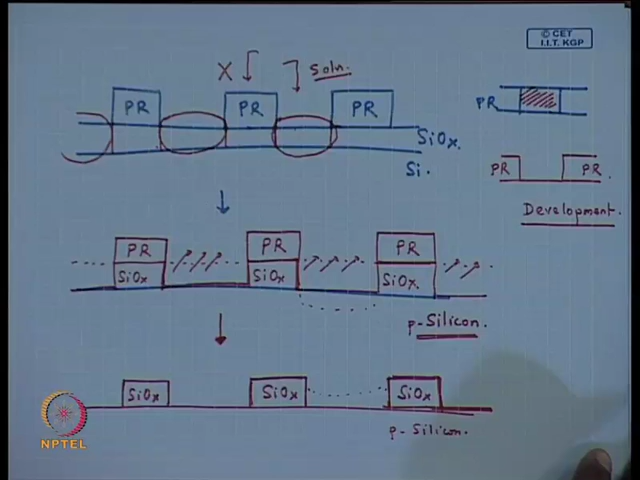 © CET
I.I.T. KGP
X Soln.
PR PR PR
SiOx.
Si.
PR
PR PR
Development.
PR PR PR
SiOx SiOx SiOx.
p-Silicon.
SiOx SiOx SiOx
p-Silicon.
NPTEL